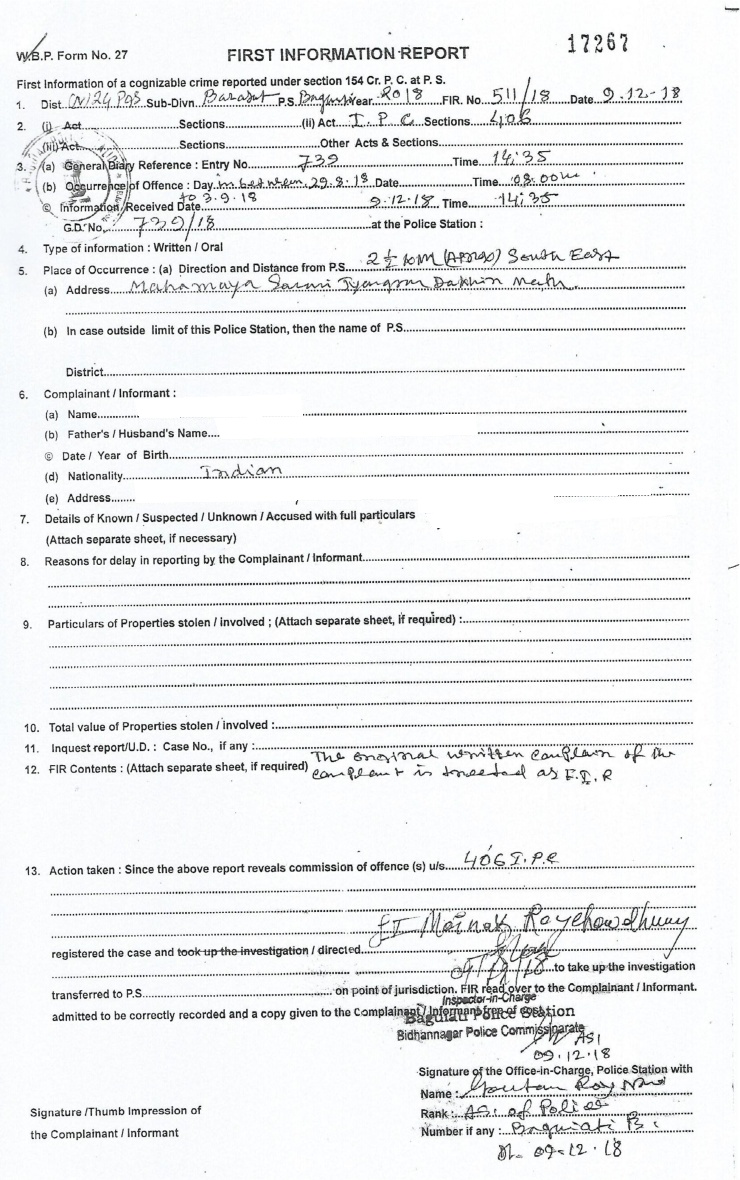 17267
W.B.P. Form No. 27 FIRST INFORMATION REPORT
First Information of a cognizable crime reported under section 154 Cr. P. C. at P. S.
1. Dist. (N) 24 PGS Sub-Divn. Barasat P.S. Year 2018 FIR. No. 511/18 Date 9.12-18
2. (i) Act Sections (ii) Act I.P.C Sections 406
(iii) Act Sections Other Acts & Sections
3. (a) General Diary Reference : Entry No. 739 Time 14:35
(b) Occurrence of Offence : Day in between 29.8.18 Date Time 08:00
to 3.9.18
© Information Received Date 9.12.18 Time 14:35
G.D. No. 739/18 at the Police Station :
4. Type of information : Written / Oral
5. Place of Occurrence : (a) Direction and Distance from P.S. 2½ KM (Approx) South East
(a) Address Mahamaya Dakhin
(b) In case outside limit of this Police Station, then the name of P.S.
District
6. Complainant / Informant :
(a) Name
(b) Father's / Husband's Name
© Date / Year of Birth
(d) Nationality Indian
(e) Address
7. Details of Known / Suspected / Unknown / Accused with full particulars
(Attach separate sheet, if necessary)
8. Reasons for delay in reporting by the Complainant / Informant
9. Particulars of Properties stolen / involved ; (Attach separate sheet, if required) :
10. Total value of Properties stolen / involved :
11. Inquest report/U.D. : Case No., if any :
12. FIR Contents : (Attach separate sheet, if required) The original written complain of the
complant is treated as F.I.R
13. Action taken : Since the above report reveals commission of offence (s) u/s 406 I.P.C
SI Mainak Roychowdhury
registered the case and took up the investigation / directed
09/12/18 to take up the investigation
transferred to P.S. on point of jurisdiction. FIR read over to the Complainant / Informant.
Inspector-in-Charge
admitted to be correctly recorded and a copy given to the Complainant / Informant free of cost
Baguiati Police Station
Bidhannagar Police Commissionarate
ASI
09.12.18
Signature of the Office-in-Charge, Police Station with
Name : Goutam Roy
Rank : ASI of Police
Number if any : Baguiati
09-12-18
Signature /Thumb Impression of
the Complainant / Informant